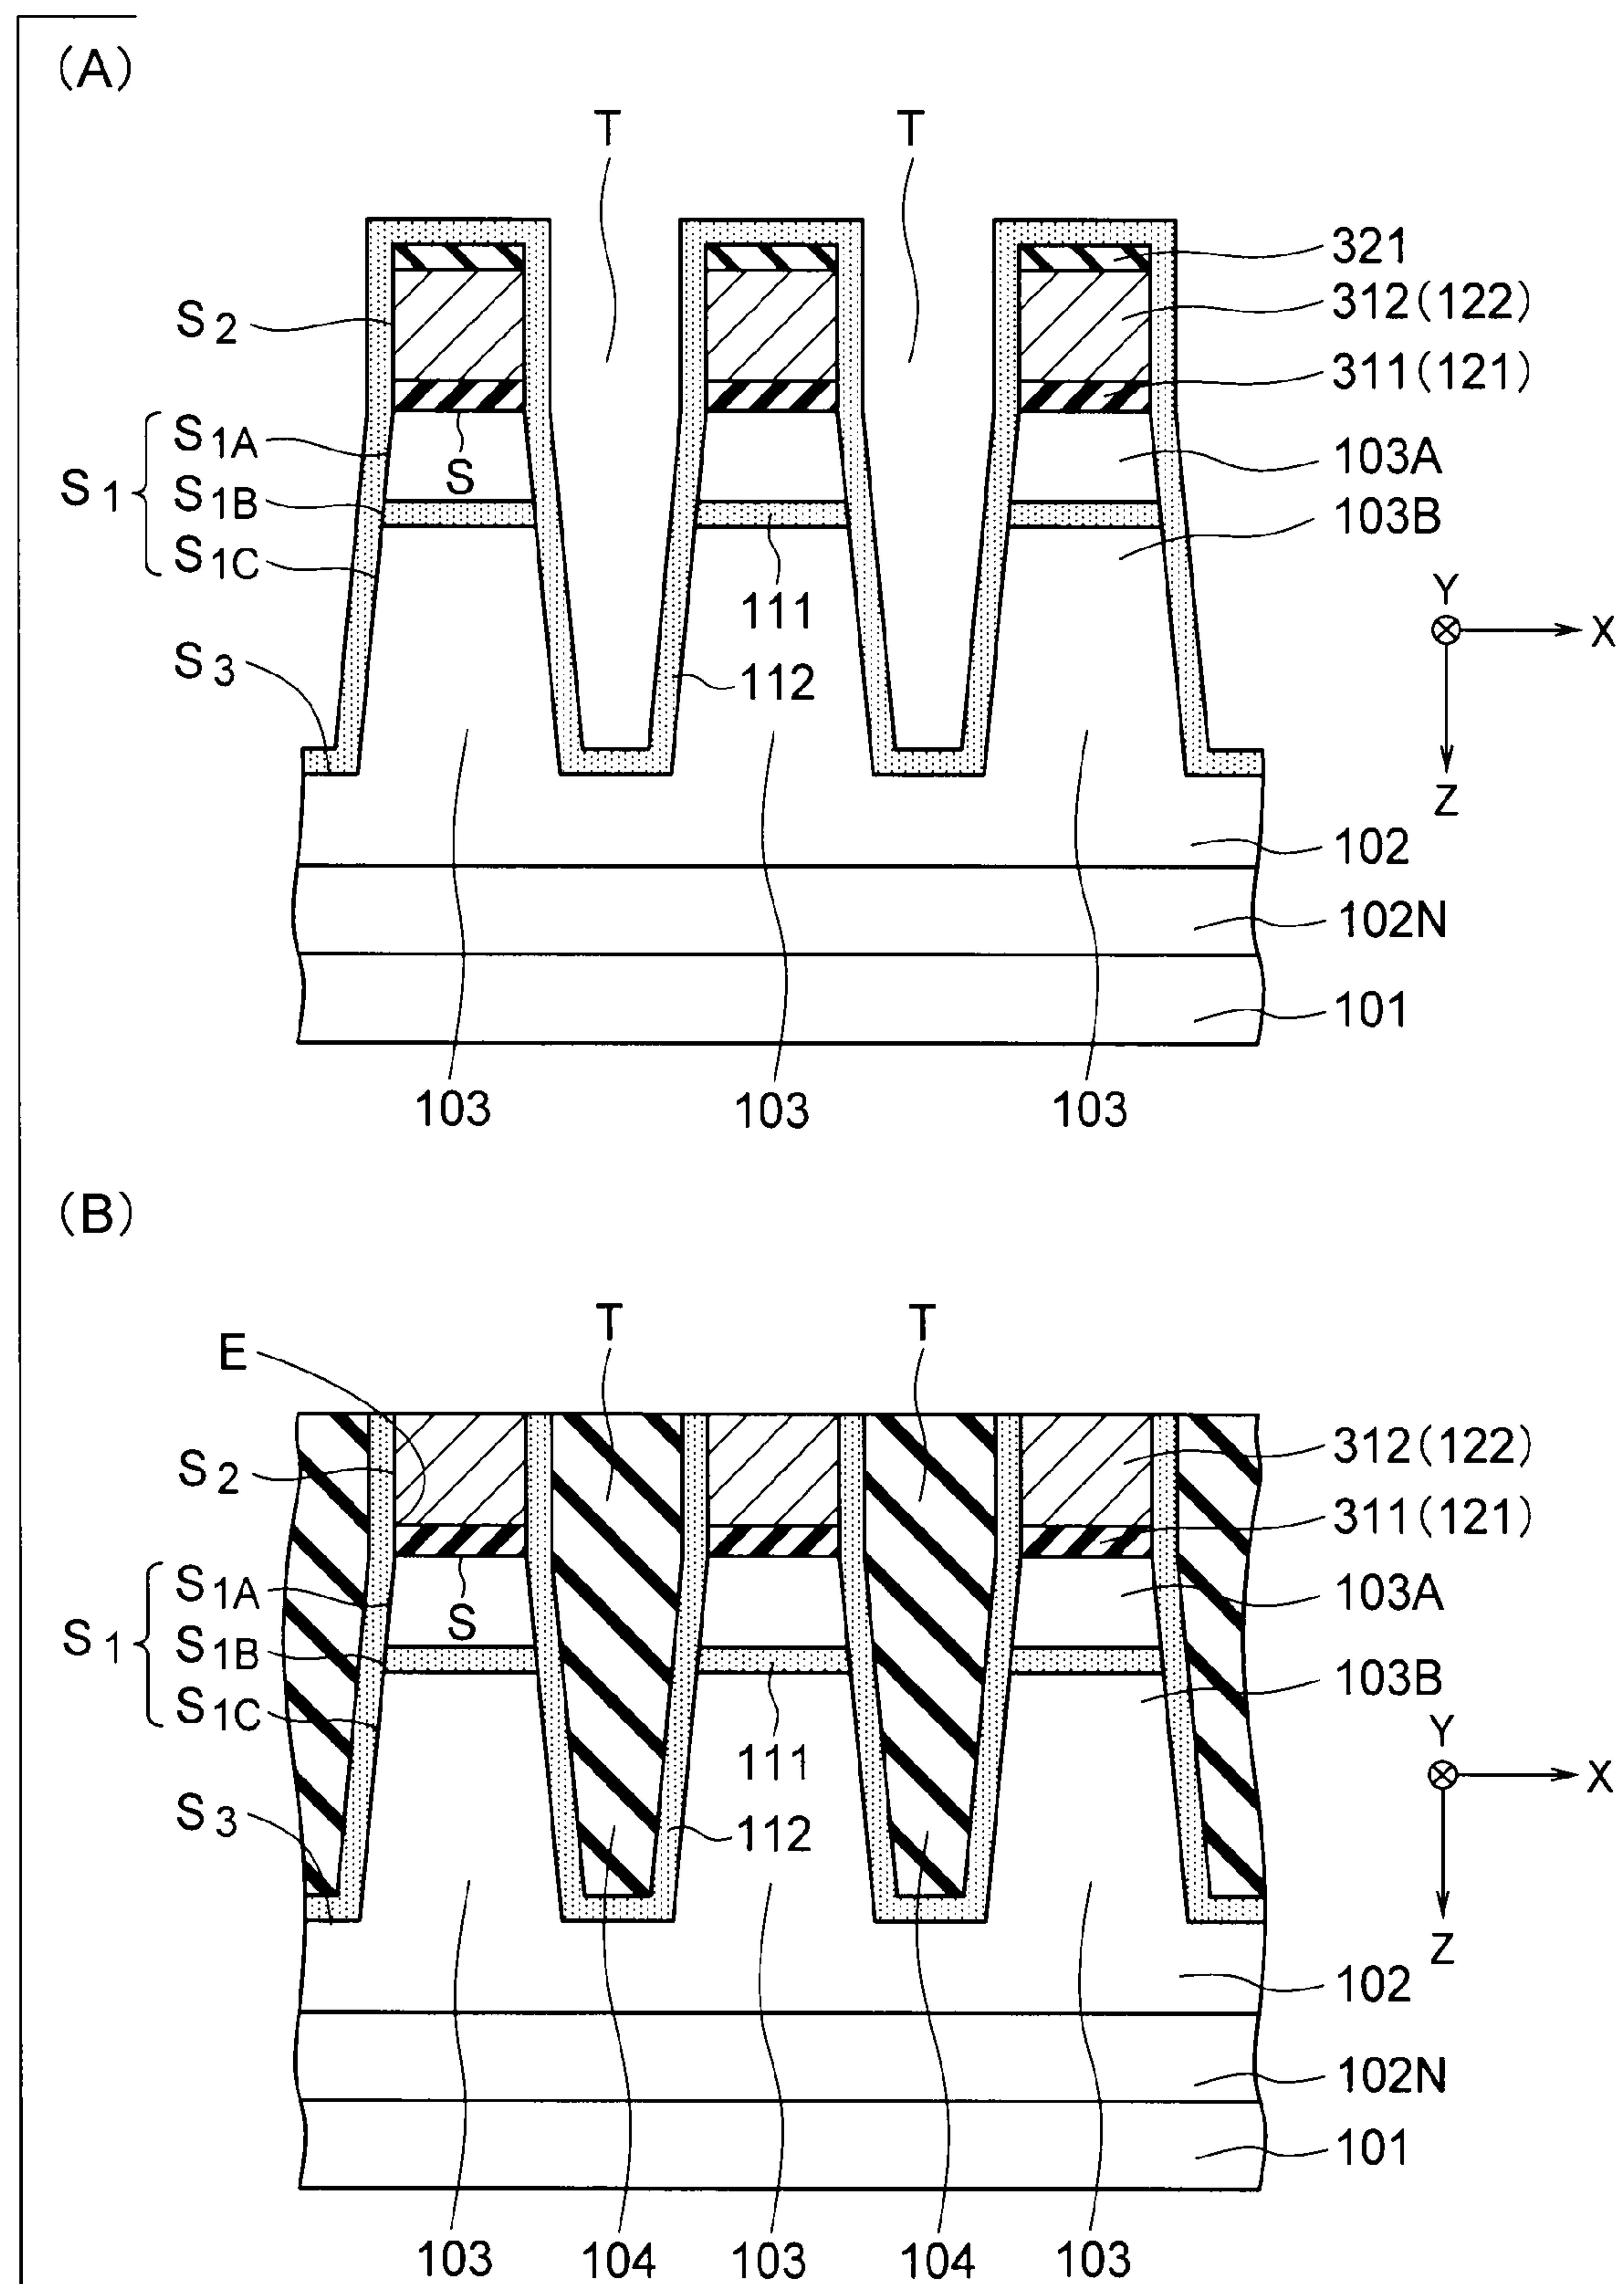 (A)
T T
321
S2 312(122)
311(121)
S1A S 103A
S1 S1B 103B
S1C 111 Y
X
S3 112
Z
102
102N
101
103 103 103
(B)
T T
E
S2 312(122)
311(121)
S1A S 103A
S1 S1B 103B
S1C 111 Y
X
S3 112
Z
102
102N
101
103 104 103 104 103